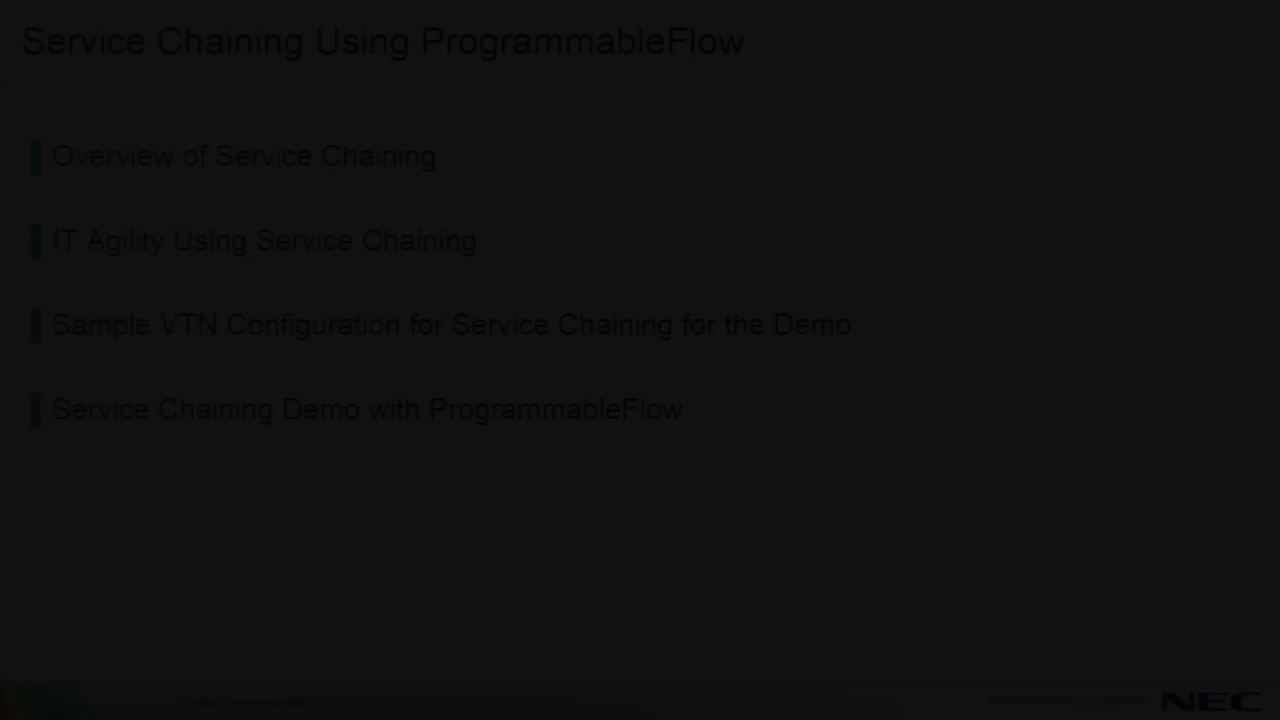 Service Chaining Using ProgrammableFlow
Overview of Service Chaining
IT Agility Using Service Chaining
Sample VTN Configuration for Service Chaining for the Demo
Service Chaining Demo with ProgrammableFlow
NEC